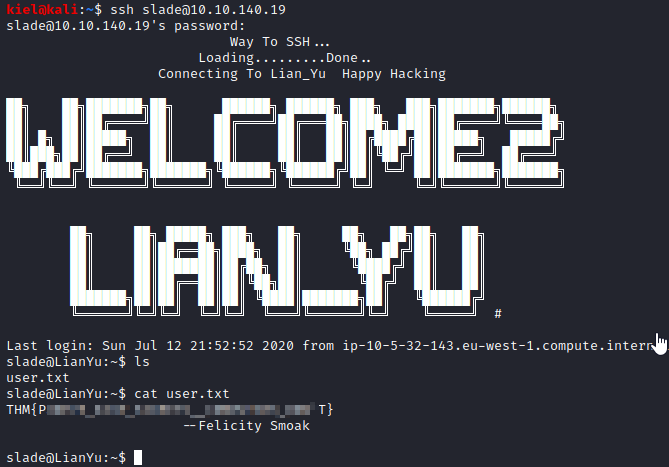 kiel@kali:~$ ssh slade@10.10.140.19
slade@10.10.140.19's password:
Way To SSH...
Loading.........Done..
Connecting To Lian_Yu  Happy Hacking
WELCOME2
LIAN_YU #
Last login: Sun Jul 12 21:52:52 2020 from ip-10-5-32-143.eu-west-1.compute.intern
slade@LianYu:~$ ls
user.txt
slade@LianYu:~$ cat user.txt
THM{P T}
--Felicity Smoak
slade@LianYu:~$